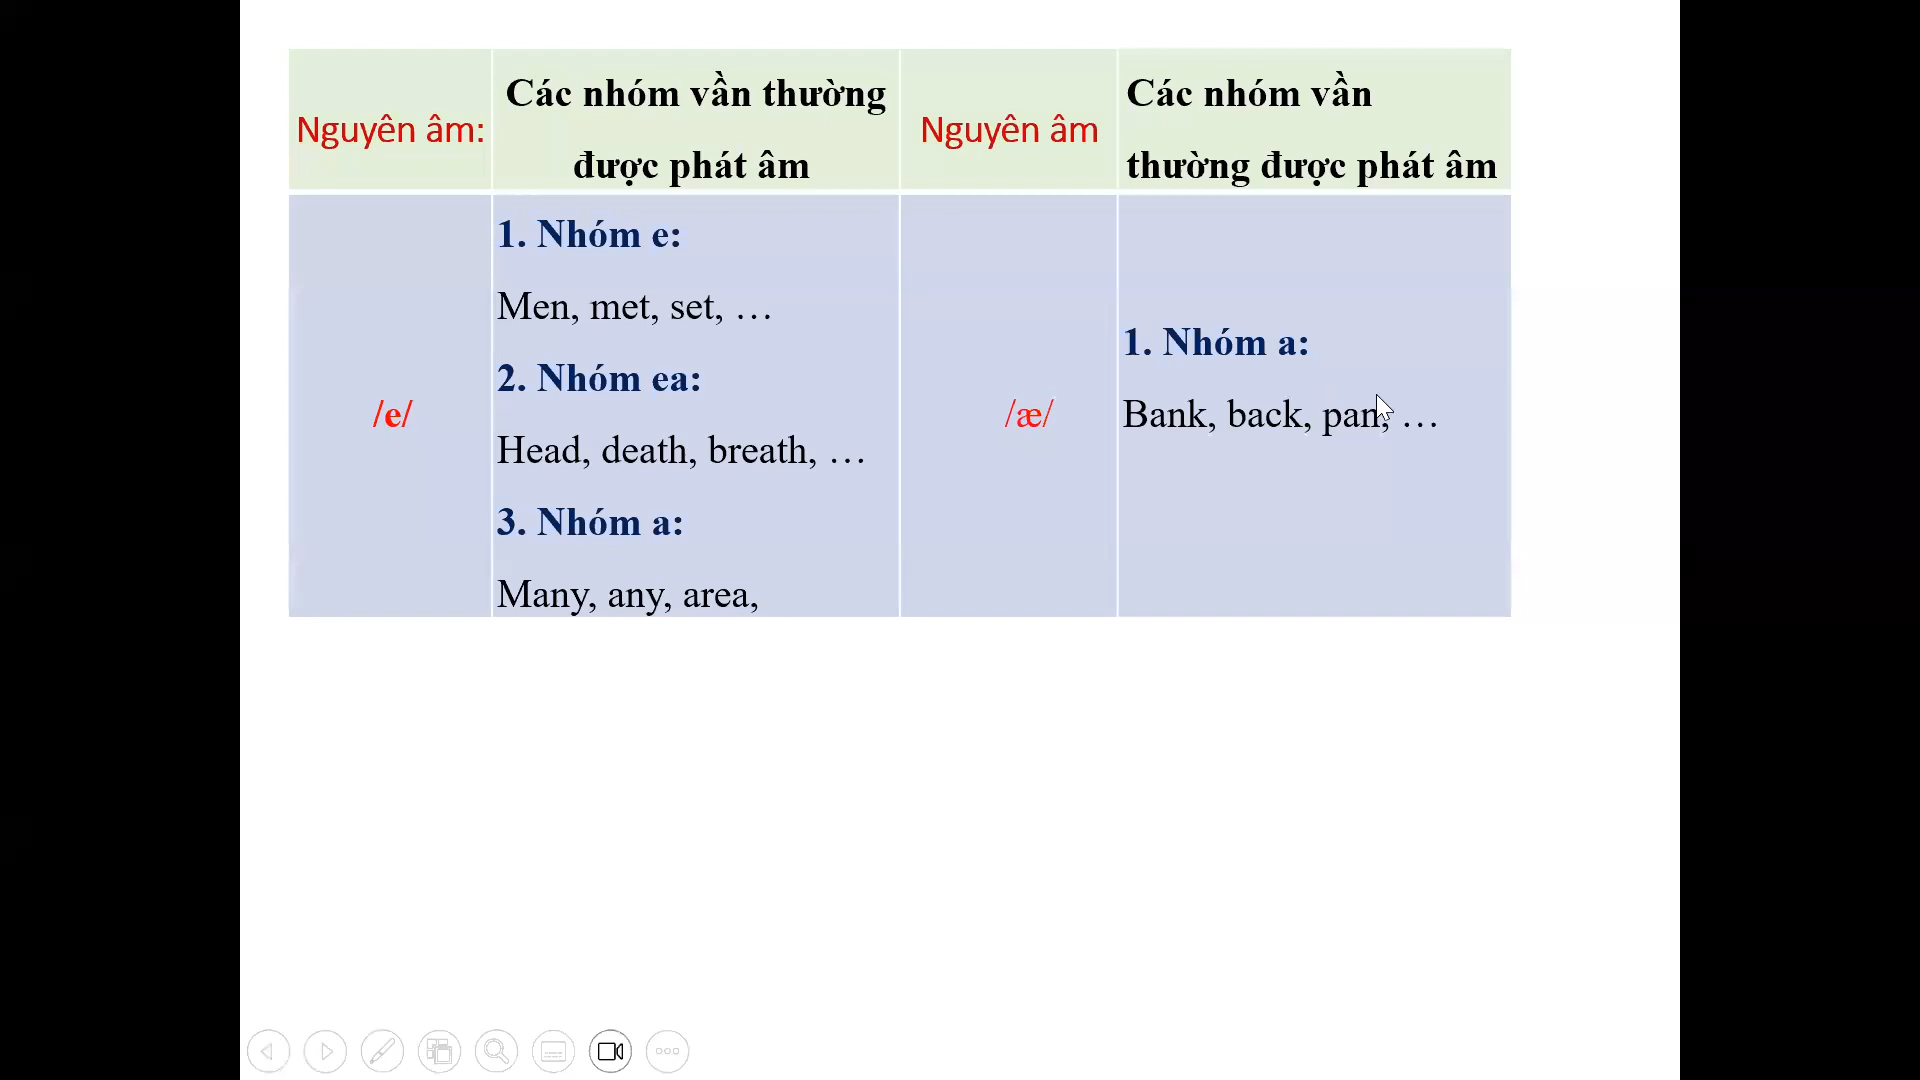 Nguyên âm:
Các nhóm vần thường
được phát âm
Nguyên âm
Các nhóm vần
thường được phát âm
/e/
1. Nhóm e:
Men, met, set, …
2. Nhóm ea:
Head, death, breath, …
3. Nhóm a:
Many, any, area,
/æ/
1. Nhóm a:
Bank, back, pan, …